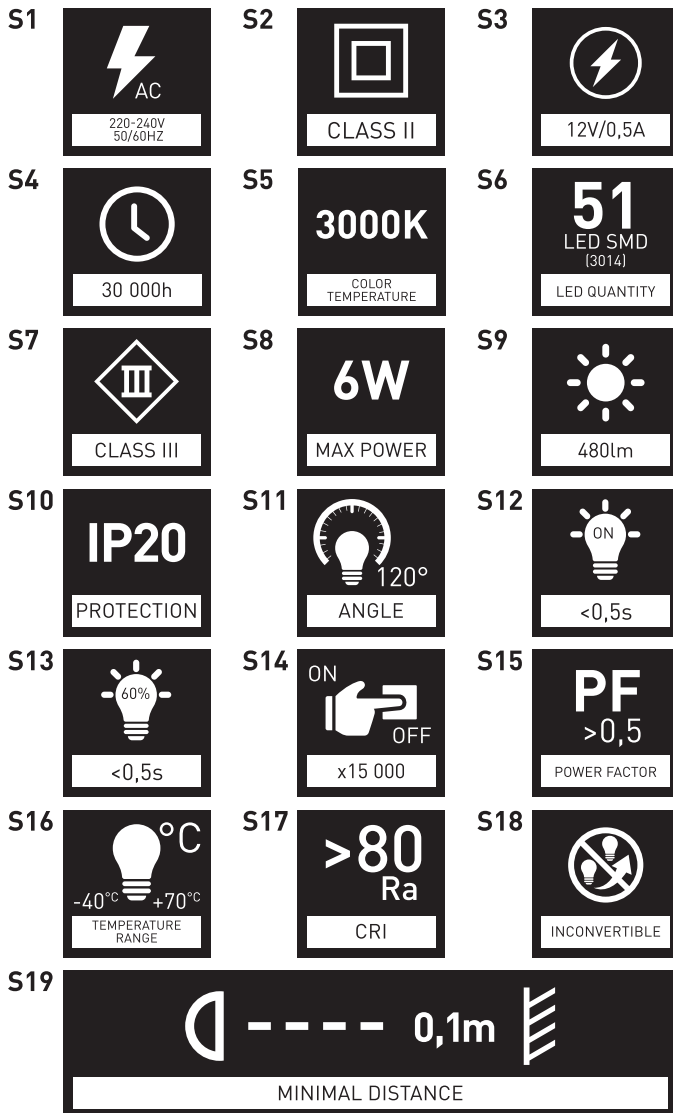 S1
AC
220-240V
50/60HZ
S2
CLASS II
S3
12V/0,5A
S4
30 000h
S5
3000K
COLOR
TEMPERATURE
S6
51
LED SMD
(3014)
LED QUANTITY
S7
III
CLASS III
S8
6W
MAX POWER
S9
480lm
S10
IP20
PROTECTION
S11
120°
ANGLE
S12
ON
<0,5s
S13
60%
<0,5s
S14
ON
OFF
x15 000
S15
PF
>0,5
POWER FACTOR
S16
°C
-40°C +70°C
TEMPERATURE
RANGE
S17
>80
Ra
CRI
S18
INCONVERTIBLE
S19
0,1m
MINIMAL DISTANCE